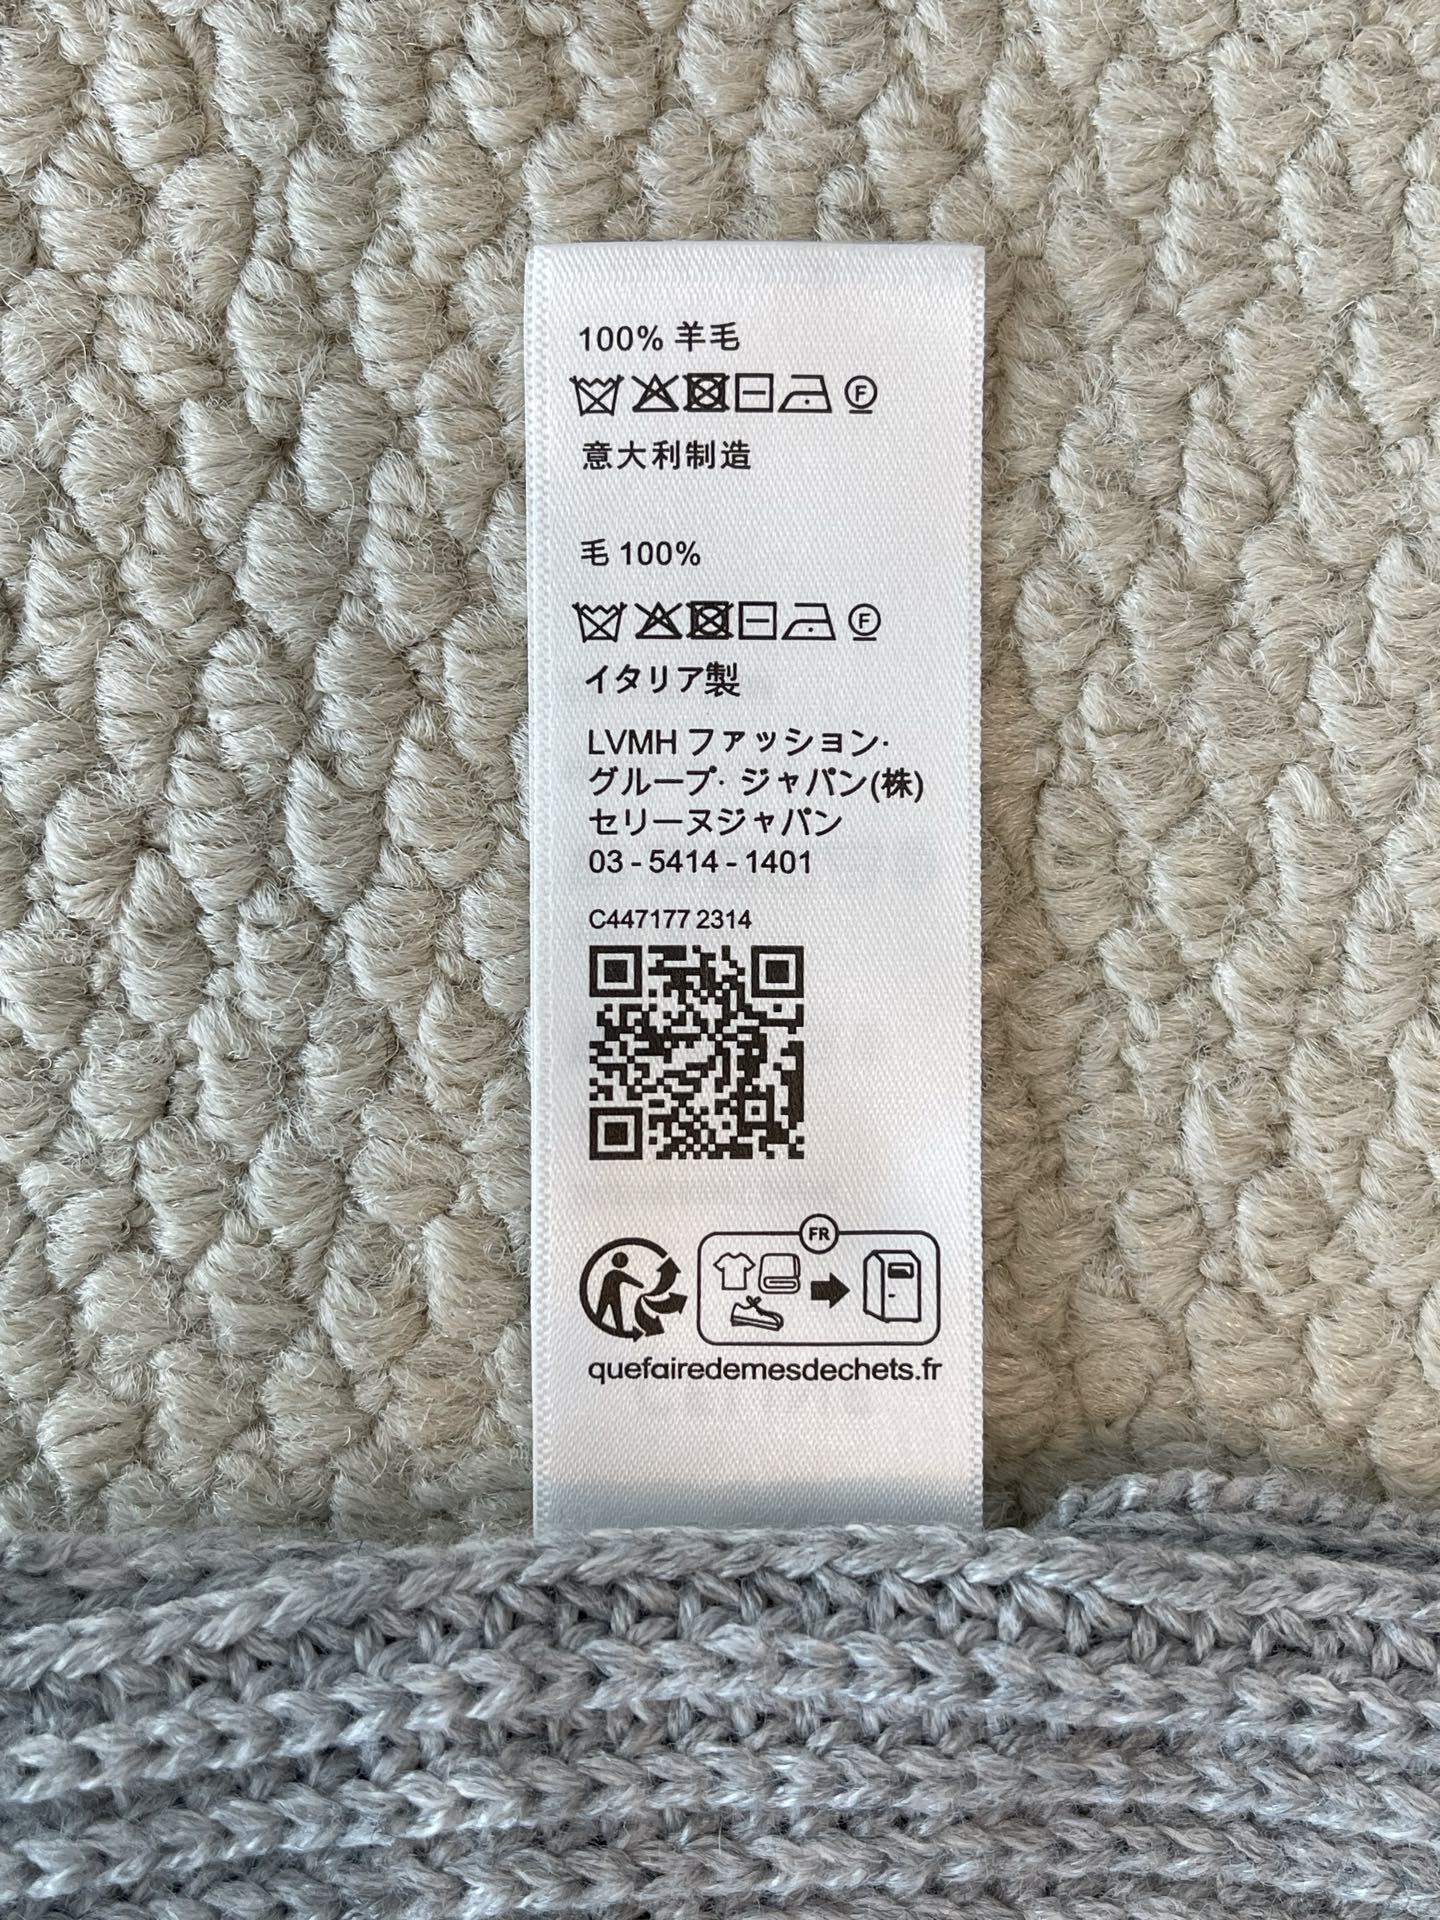 100% 羊毛
F
意大利制造
毛 100%
F
イタリア製
LVMH ファッション·
グループ· ジャパン(株)
セリーヌジャパン
03 - 5414 - 1401
C447177 2314
FR
quefairedemesdechets.fr